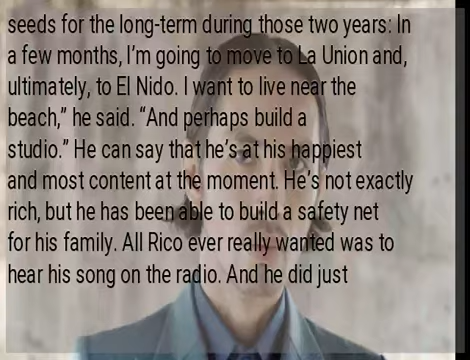 seeds for the long-term during those two years: In
a few months, I’m going to move to La Union and,
ultimately, to El Nido. I want to live near the
beach,” he said. “And perhaps build a
studio.” He can say that he’s at his happiest
and most content at the moment. He’s not exactly
rich, but he has been able to build a safety net
for his family. All Rico ever really wanted was to
hear his song on the radio. And he did just